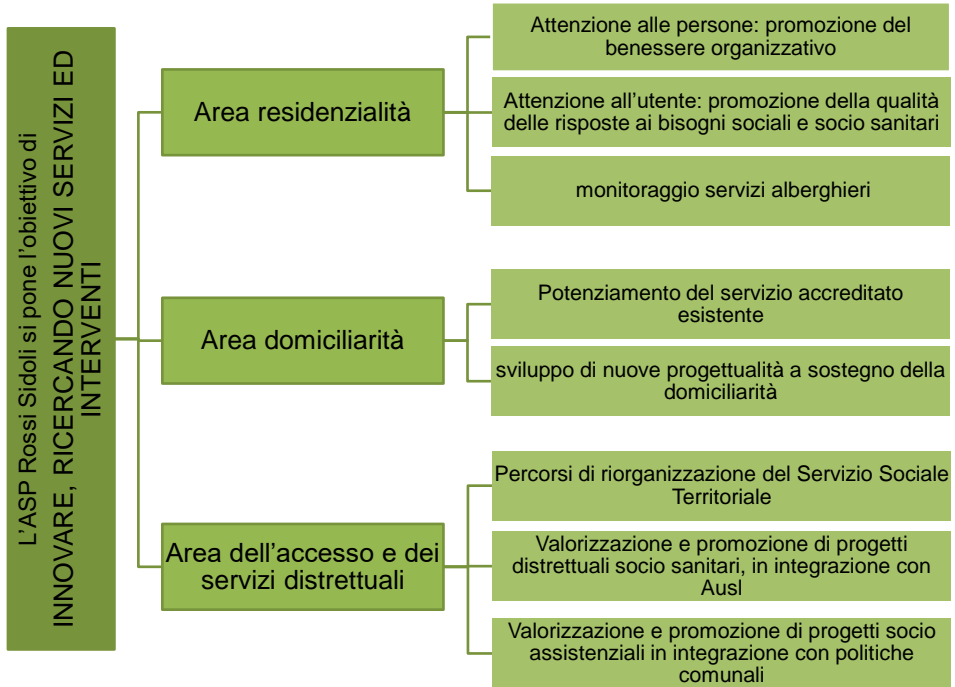 L'ASP Rossi Sidoli si pone l'obiettivo di
INNOVARE, RICERCANDO NUOVI SERVIZI ED
INTERVENTI
Area residenzialità
Attenzione alle persone: promozione del
benessere organizzativo
Attenzione all'utente: promozione della qualità
delle risposte ai bisogni sociali e socio sanitari
monitoraggio servizi alberghieri
Area domiciliarità
Potenziamento del servizio accreditato
esistente
sviluppo di nuove progettualità a sostegno della
domiciliarità
Area dell'accesso e dei
servizi distrettuali
Percorsi di riorganizzazione del Servizio Sociale
Territoriale
Valorizzazione e promozione di progetti
distrettuali socio sanitari, in integrazione con
Ausl
Valorizzazione e promozione di progetti socio
assistenziali in integrazione con politiche
comunali